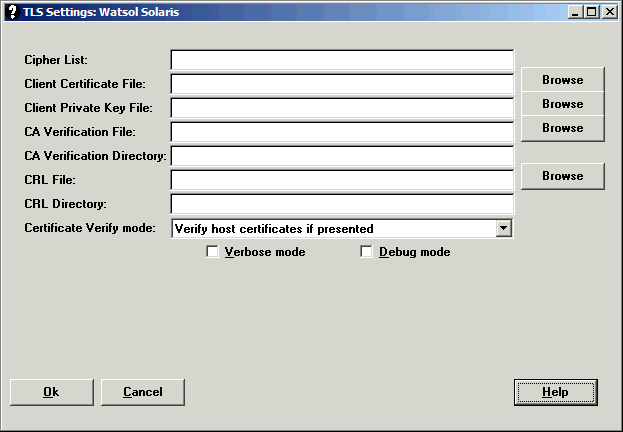 TLS Settings: Watsol Solaris
Cipher List:
Client Certificate File: Browse
Client Private Key File: Browse
CA Verification File: Browse
CA Verification Directory:
CRL File: Browse
CRL Directory:
Certificate Verify mode: Verify host certificates if presented
Verbose mode Debug mode
Ok Cancel Help